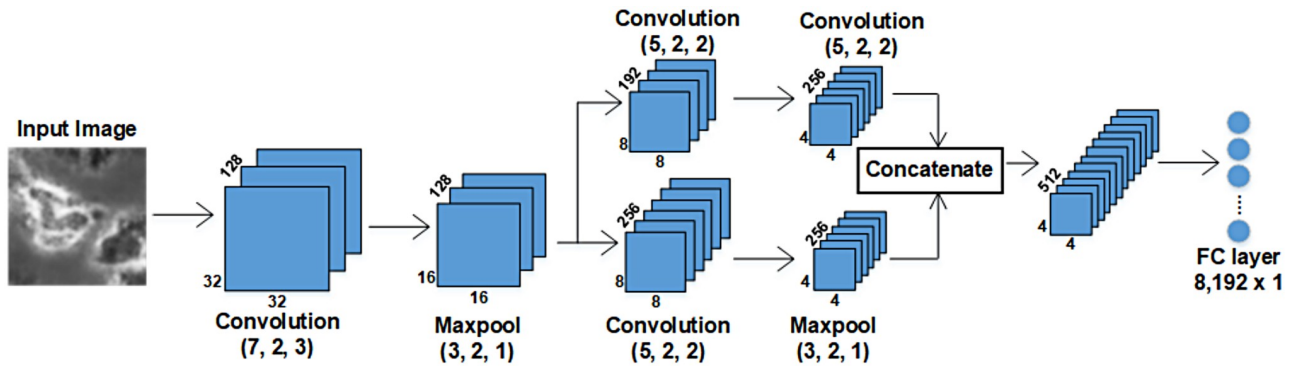 Input Image
128
32
32
Convolution
(7, 2, 3)
128
16
16
Maxpool
(3, 2, 1)
Convolution
(5, 2, 2)
192
8
8
Convolution
(5, 2, 2)
256
4
4
256
8
8
Convolution
(5, 2, 2)
256
4
4
Maxpool
(3, 2, 1)
Concatenate
512
4
4
FC layer
8,192 x 1